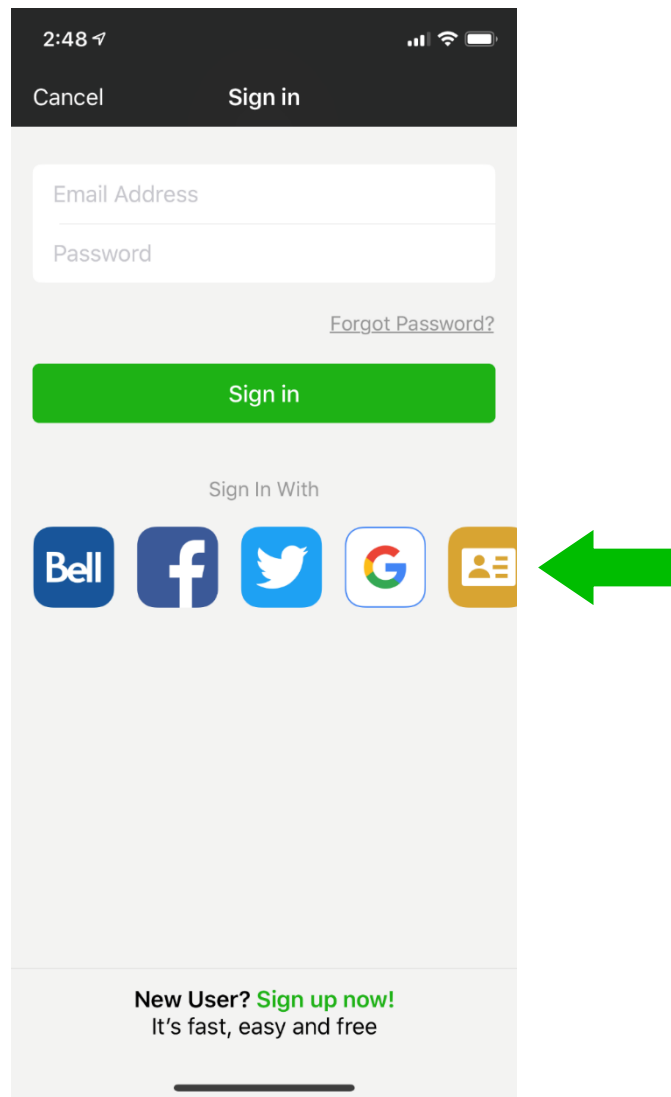 2:48
Cancel Sign in
Email Address
Password
Forgot Password?
Sign in
Sign In With
Bell
New User? Sign up now!
It's fast, easy and free